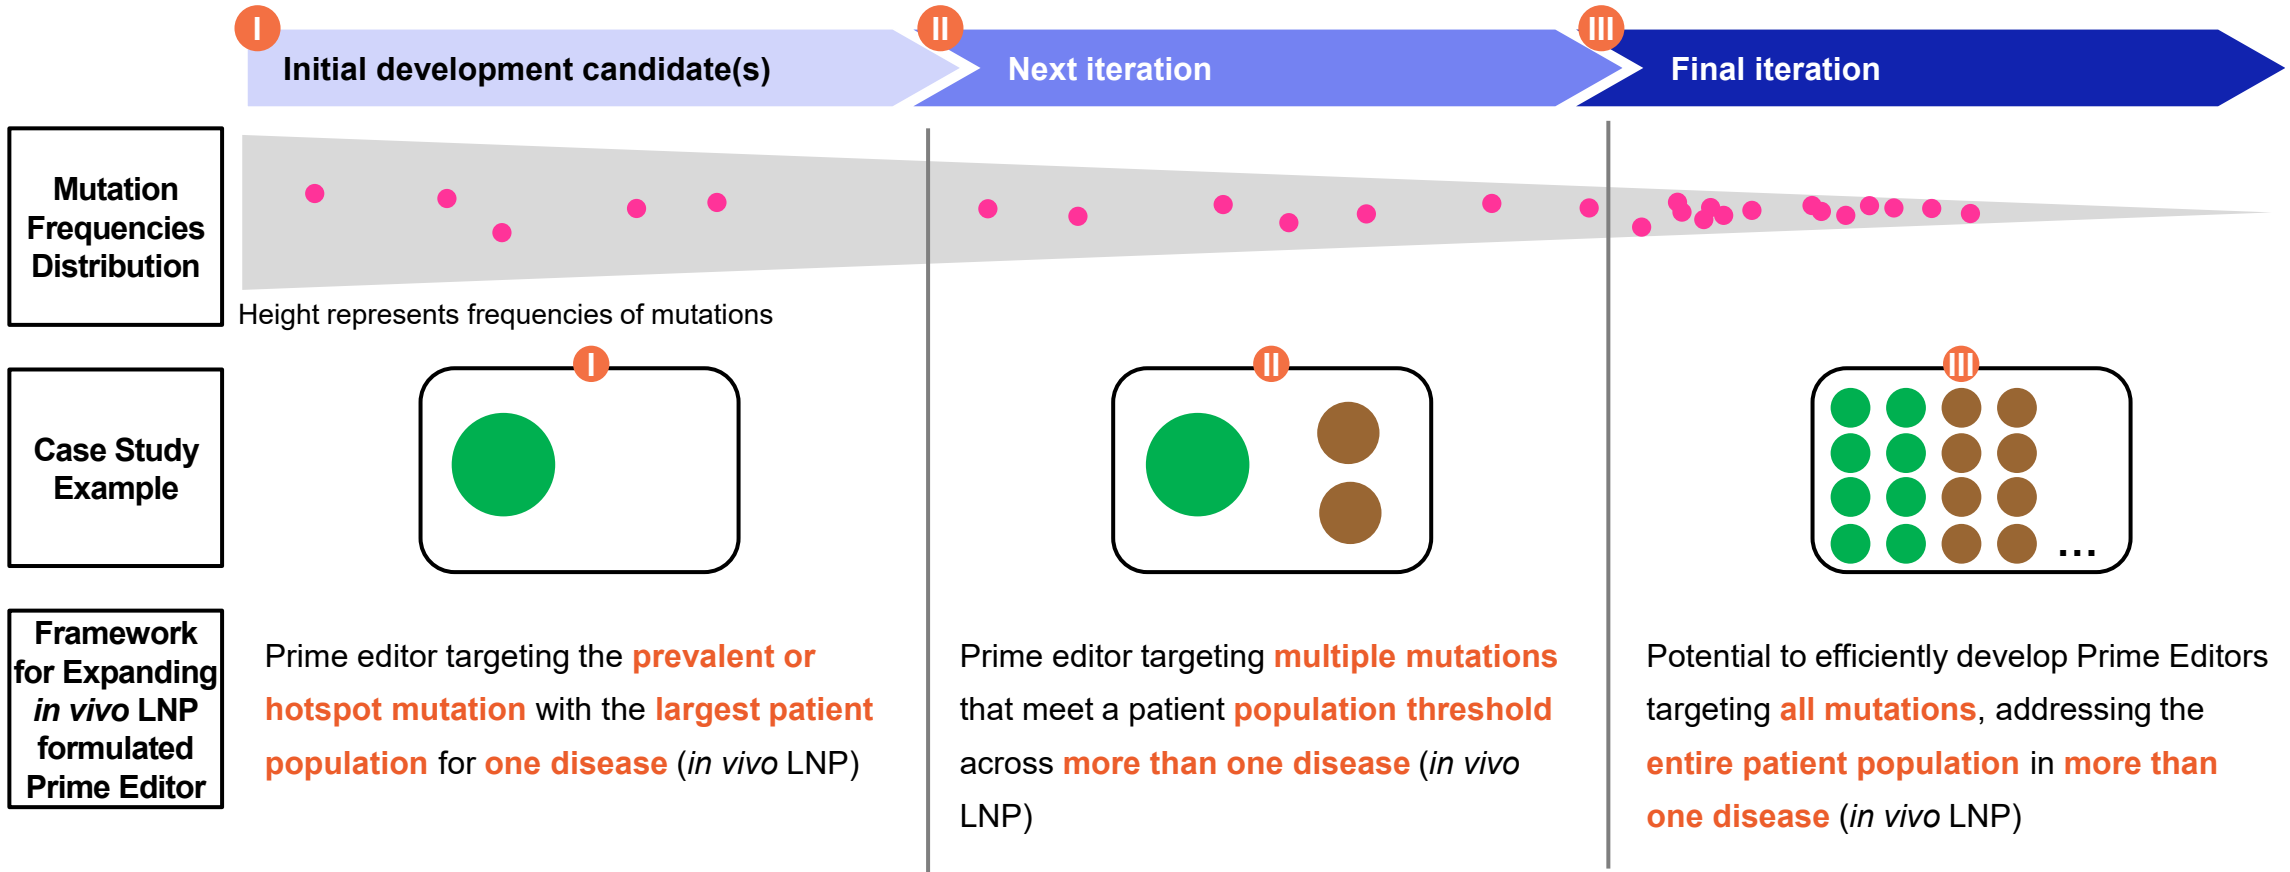 I
II
III
Initial development candidate(s)
Next iteration
Final iteration
Mutation
Frequencies
Distribution
Height represents frequencies of mutations
I
II
III
Case Study
Example
...
Framework
for Expanding
in vivo LNP
formulated
Prime Editor
Prime editor targeting the prevalent or
hotspot mutation with the largest patient
population for one disease (in vivo LNP)
Prime editor targeting multiple mutations
that meet a patient population threshold
across more than one disease (in vivo
LNP)
Potential to efficiently develop Prime Editors
targeting all mutations, addressing the
entire patient population in more than
one disease (in vivo LNP)